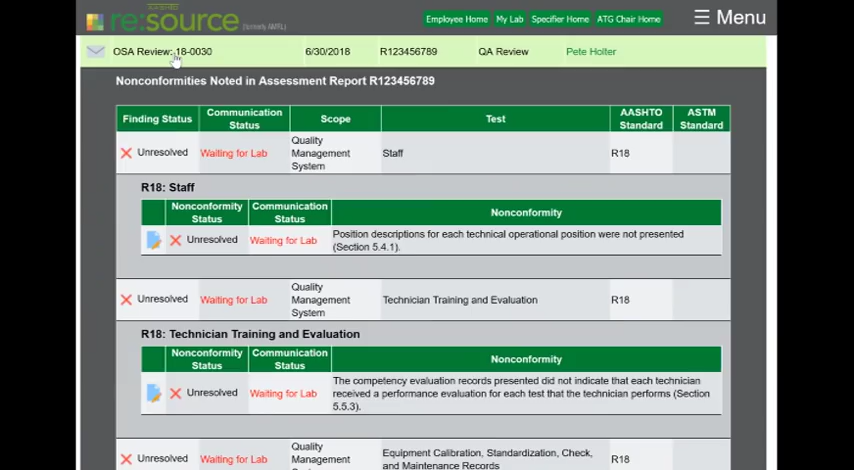 AASHTO
re:source (formerly AMRL)
Employee Home My Lab Specifier Home ATG Chair Home ☰ Menu
OSA Review: 18-0030 6/30/2018 R123456789 QA Review Pete Holter
Nonconformities Noted in Assessment Report R123456789
Finding Status Communication Status Scope Test AASHTO Standard ASTM Standard
Unresolved Waiting for Lab Quality Management System Staff R18
R18: Staff
Nonconformity Status Communication Status Nonconformity
Unresolved Waiting for Lab Position descriptions for each technical operational position were not presented
(Section 5.4.1).
Unresolved Waiting for Lab Quality Management System Technician Training and Evaluation R18
R18: Technician Training and Evaluation
Nonconformity Status Communication Status Nonconformity
Unresolved Waiting for Lab The competency evaluation records presented did not indicate that each technician
received a performance evaluation for each test that the technician performs (Section
5.5.3).
Unresolved Waiting for Lab Quality Management System Equipment Calibration, Standardization, Check,
and Maintenance Records R18